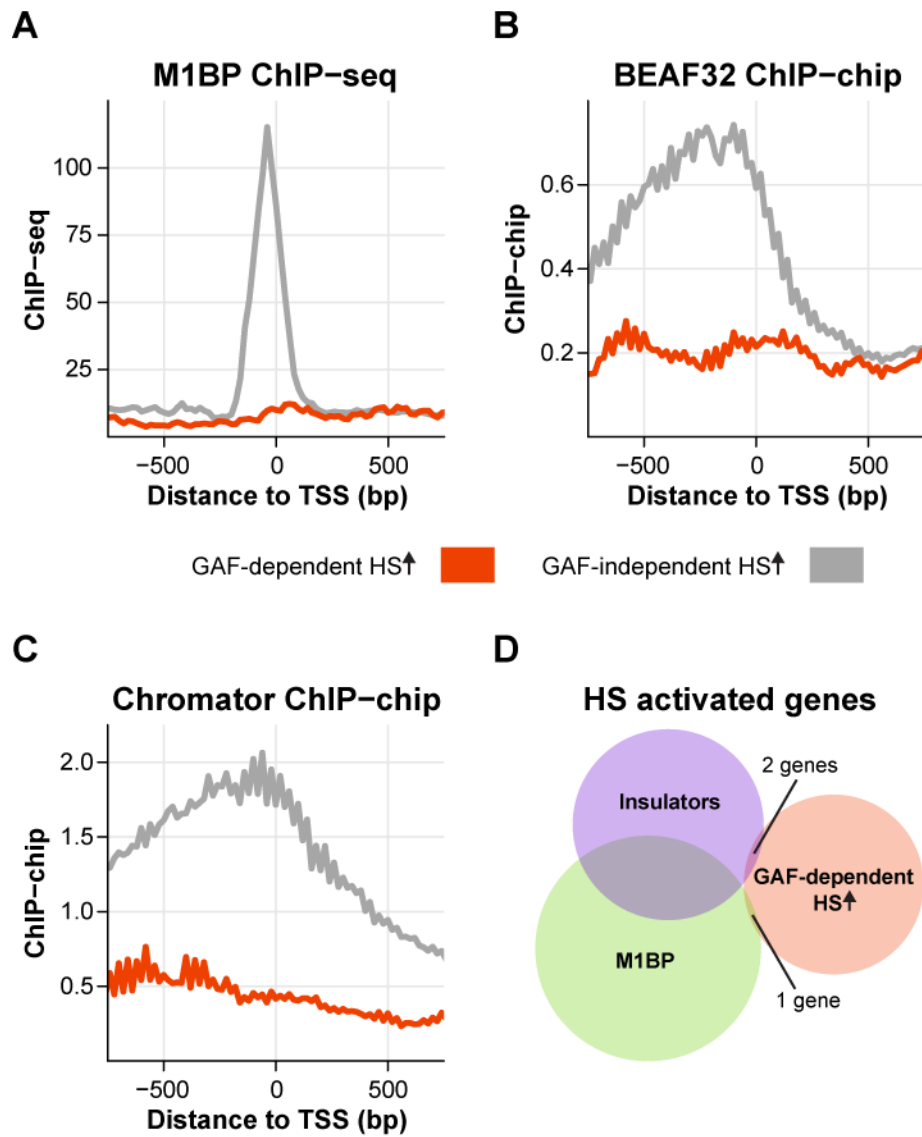 A
M1BP ChIP−seq
ChIP−seq
100
75
50
25
−500
0
500
Distance to TSS (bp)
B
BEAF32 ChIP−chip
ChIP−chip
0.6
0.4
0.2
−500
0
500
Distance to TSS (bp)
GAF-dependent HS↑
GAF-independent HS↑
C
Chromator ChIP−chip
ChIP−chip
2.0
1.5
1.0
0.5
−500
0
500
Distance to TSS (bp)
D
HS activated genes
2 genes
Insulators
GAF-dependent
HS↑
M1BP
1 gene